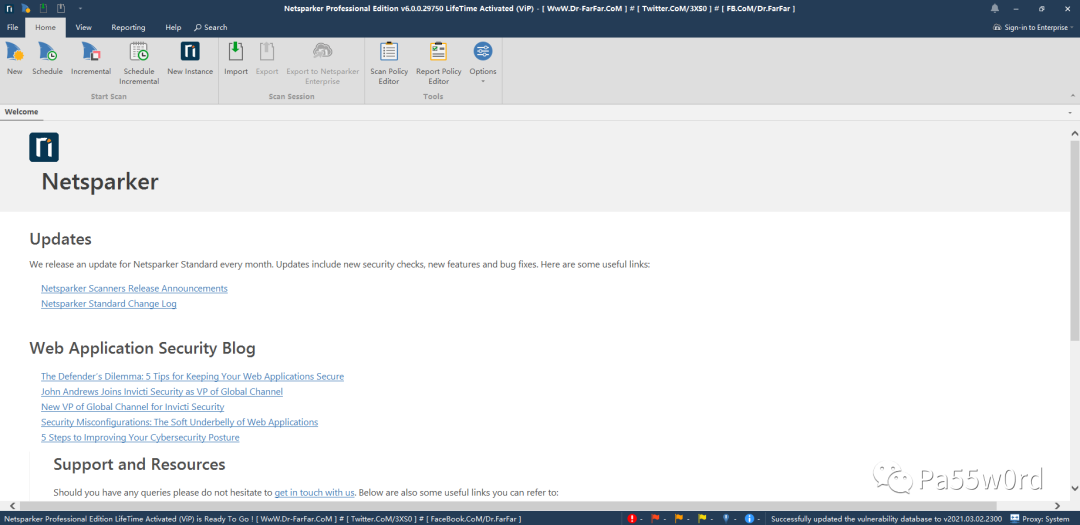 Netsparker Professional Edition v6.0.0.29750 LifeTime Activated (ViP) - [ WwW.Dr-FarFar.CoM ] # [ Twitter.CoM/3XS0 ] # [ FB.CoM/Dr.FarFar ]
File Home View Reporting Help Search Sign-in to Enterprise
New Schedule Incremental Schedule Incremental New Instance Import Export Export to Netsparker Enterprise Scan Policy Editor Report Policy Editor Options
Start Scan Scan Session Tools
Welcome
Netsparker
Updates
We release an update for Netsparker Standard every month. Updates include new security checks, new features and bug fixes. Here are some useful links:
Netsparker Scanners Release Announcements
Netsparker Standard Change Log
Web Application Security Blog
The Defender's Dilemma: 5 Tips for Keeping Your Web Applications Secure
John Andrews Joins Invicti Security as VP of Global Channel
New VP of Global Channel for Invicti Security
Security Misconfigurations: The Soft Underbelly of Web Applications
5 Steps to Improving Your Cybersecurity Posture
Support and Resources
Should you have any queries please do not hesitate to get in touch with us. Below are also some useful links you can refer to:
Pa55w0rd
Netsparker Professional Edition LifeTime Activated (ViP) is Ready To Go ! [ WwW.Dr-FarFar.CoM ] # [ Twitter.CoM/3XS0 ] # [ FaceBook.CoM/Dr.FarFar ] - - - - - - Successfully updated the vulnerability database to v2021.03.02.2300 Proxy: System